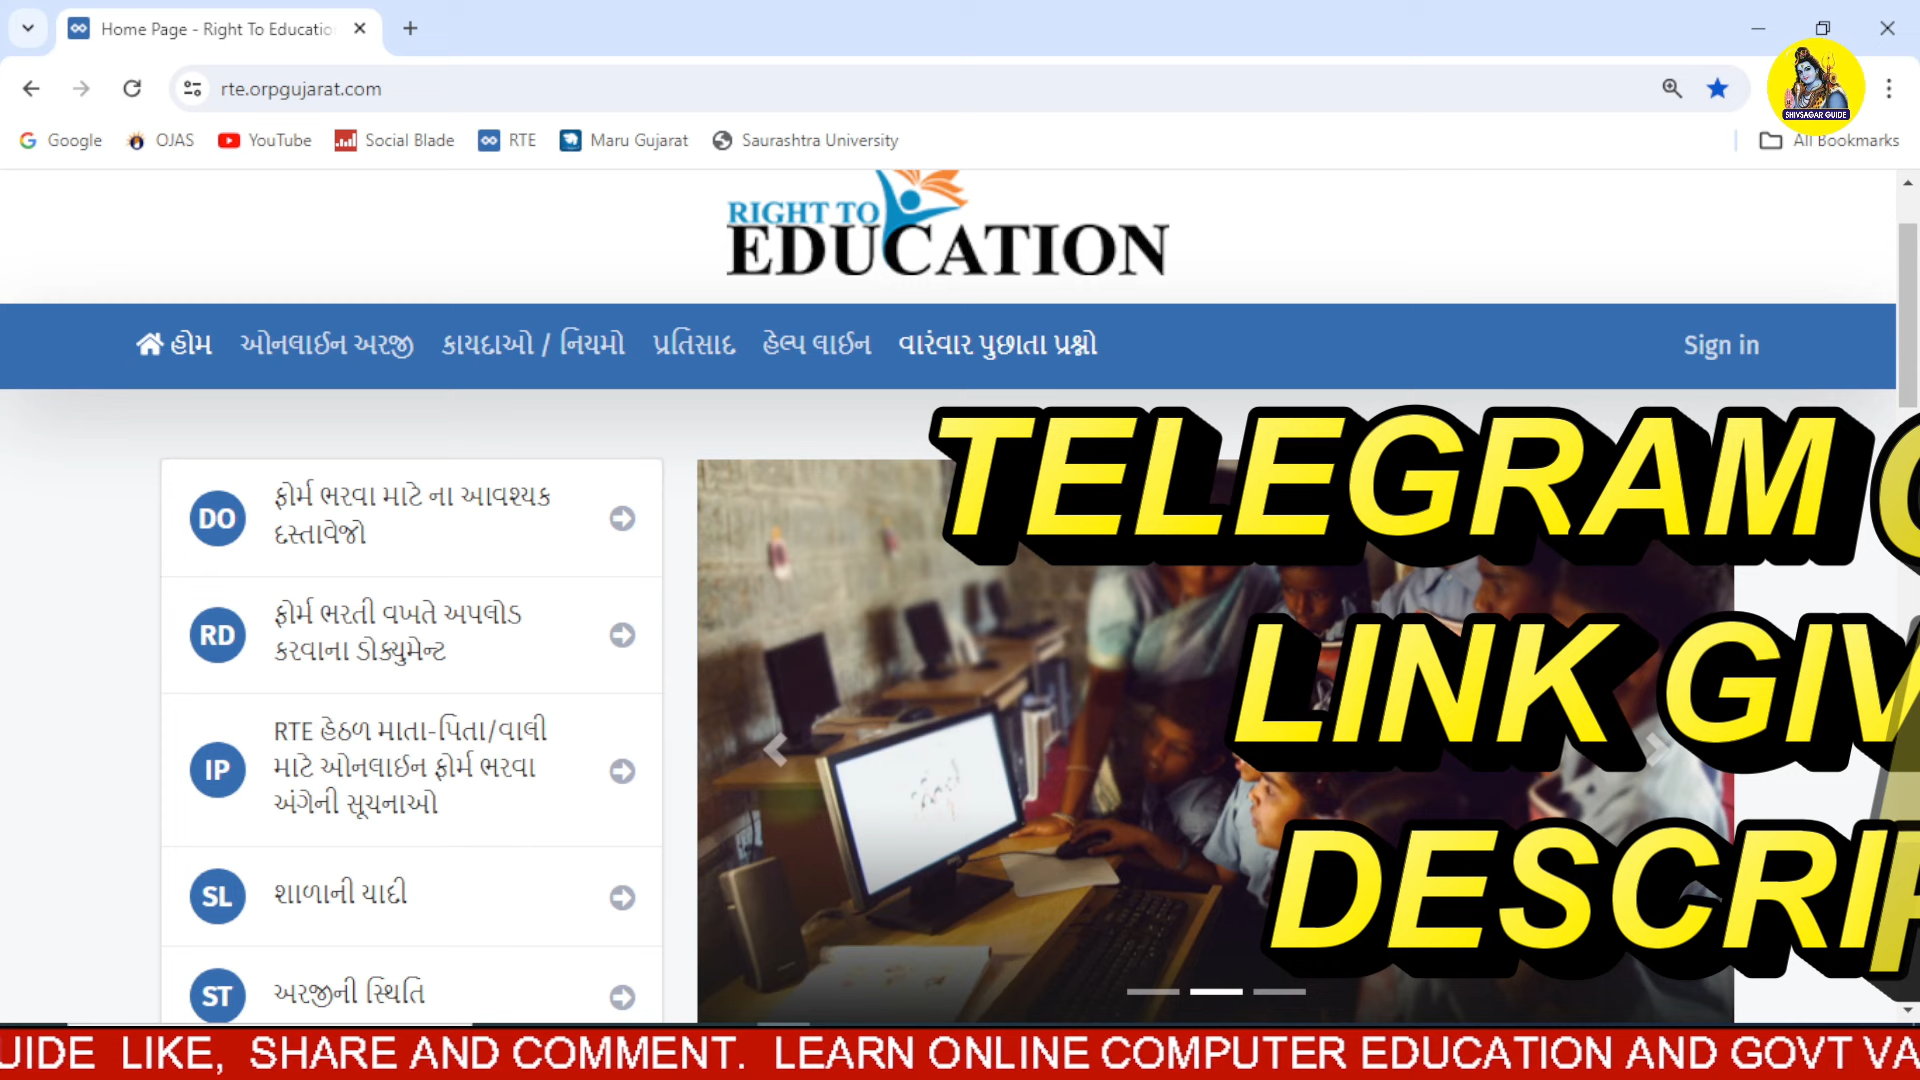 Home Page - Right To Educatio
rte.orpgujarat.com
Google OJAS YouTube Social Blade RTE Maru Gujarat Saurashtra University All Bookmarks
SHIVSAGAR GUIDE
RIGHT TO
EDUCATION
હોમ ઓનલાઈન અરજી કાયદાઓ / નિયમો પ્રતિસાદ હેલ્પ લાઈન વારંવાર પુછાતા પ્રશ્નો Sign in
DO ફોર્મ ભરવા માટે ના આવશ્યક
દસ્તાવેજો
RD ફોર્મ ભરતી વખતે અપલોડ
કરવાના ડોક્યુમેન્ટ
RTE હેઠળ માતા-પિતા/વાલી
IP માટે ઓનલાઈન ફોર્મ ભરવા
અંગેની સૂચનાઓ
SL શાળાની યાદી
ST અરજીની સ્થિતિ
TELEGRAM
LINK GIV
DESCRIP
UIDE LIKE, SHARE AND COMMENT. LEARN ONLINE COMPUTER EDUCATION AND GOVT VA